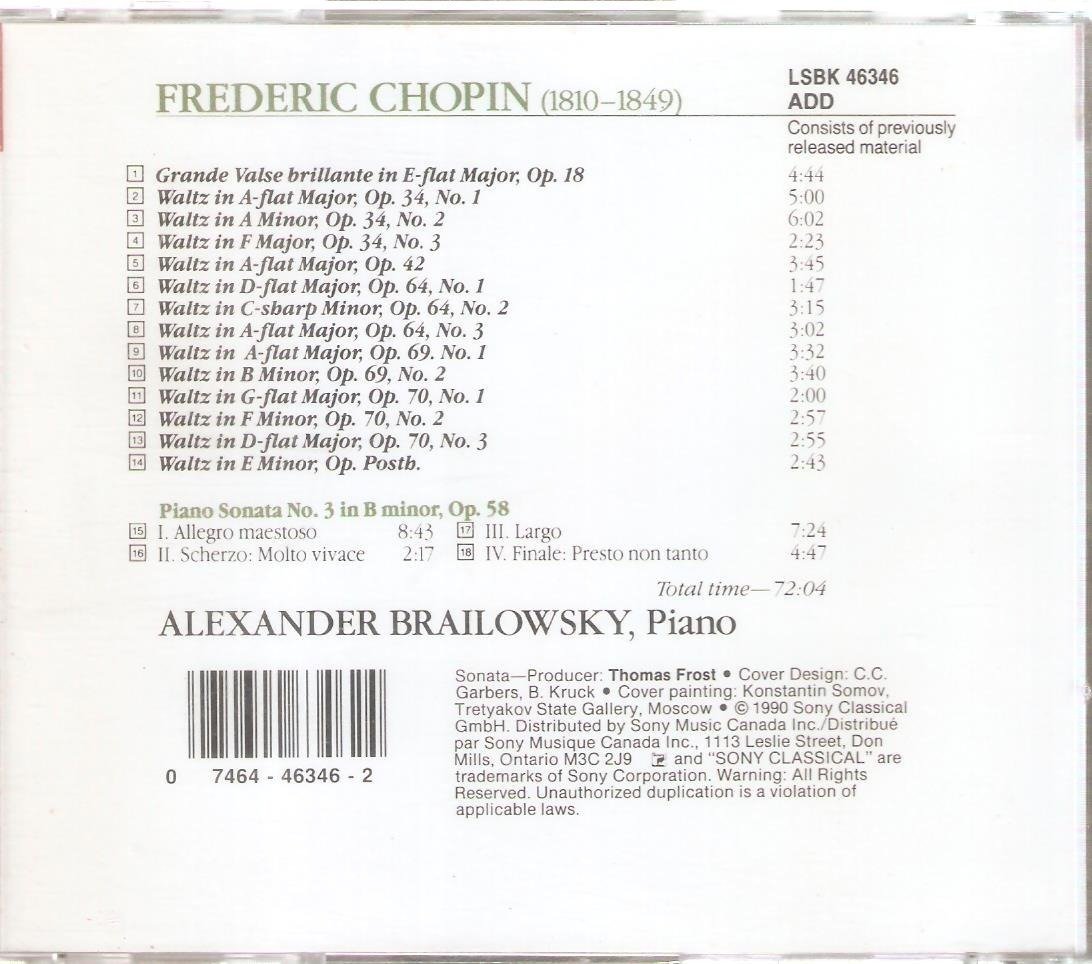 FREDERIC CHOPIN (1810–1849)
LSBK 46346
ADD
Consists of previously
released material
1 Grande Valse brillante in E-flat Major, Op. 18 4:44
2 Waltz in A-flat Major, Op. 34, No. 1 5:00
3 Waltz in A Minor, Op. 34, No. 2 6:02
4 Waltz in F Major, Op. 34, No. 3 2:23
5 Waltz in A-flat Major, Op. 42 3:45
6 Waltz in D-flat Major, Op. 64, No. 1 1:47
7 Waltz in C-sharp Minor, Op. 64, No. 2 3:15
8 Waltz in A-flat Major, Op. 64, No. 3 3:02
9 Waltz in A-flat Major, Op. 69. No. 1 3:32
10 Waltz in B Minor, Op. 69, No. 2 3:40
11 Waltz in G-flat Major, Op. 70, No. 1 2:00
12 Waltz in F Minor, Op. 70, No. 2 2:57
13 Waltz in D-flat Major, Op. 70, No. 3 2:55
14 Waltz in E Minor, Op. Posth. 2:43
Piano Sonata No. 3 in B minor, Op. 58
15 I. Allegro maestoso 8:43 17 III. Largo 7:24
16 II. Scherzo: Molto vivace 2:17 18 IV. Finale: Presto non tanto 4:47
Total time—72:04
ALEXANDER BRAILOWSKY, Piano
0 7464 - 46346 - 2
Sonata—Producer: Thomas Frost • Cover Design: C.C.
Garbers, B. Kruck • Cover painting: Konstantin Somov,
Tretyakov State Gallery, Moscow • © 1990 Sony Classical
GmbH. Distributed by Sony Music Canada Inc./Distribué
par Sony Musique Canada Inc., 1113 Leslie Street, Don
Mills, Ontario M3C 2J9 and "SONY CLASSICAL" are
trademarks of Sony Corporation. Warning: All Rights
Reserved. Unauthorized duplication is a violation of
applicable laws.